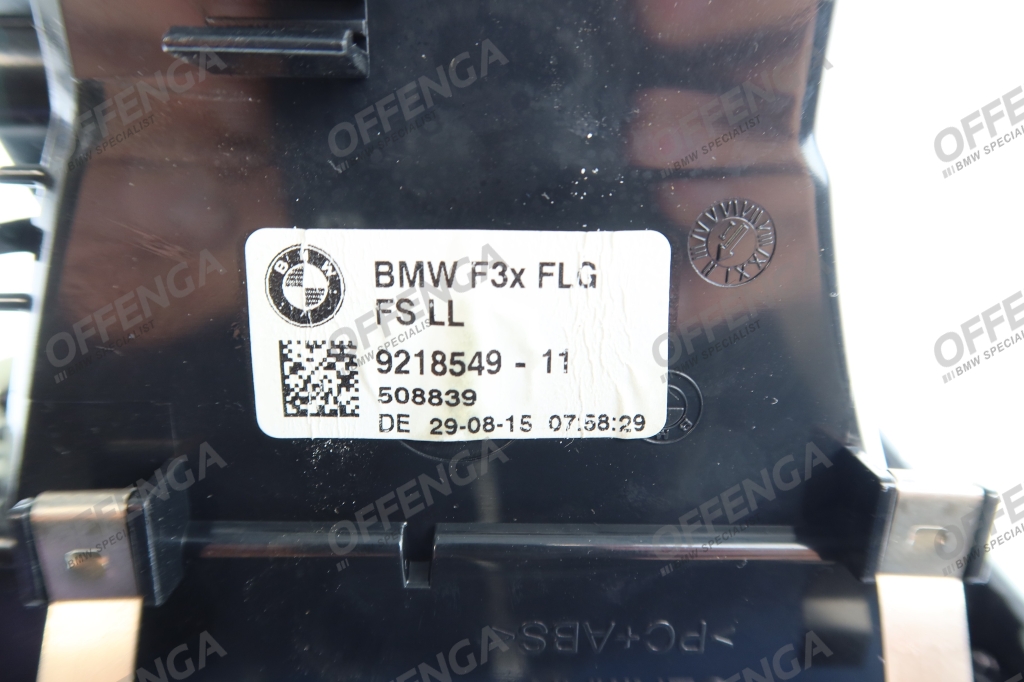 OFFENGA
BMW SPECIALIST
BMW
BMW F3x FLG
FS LL
9218549 - 11
508839
DE 29-08-15 07:58:29
>PC+ABS<